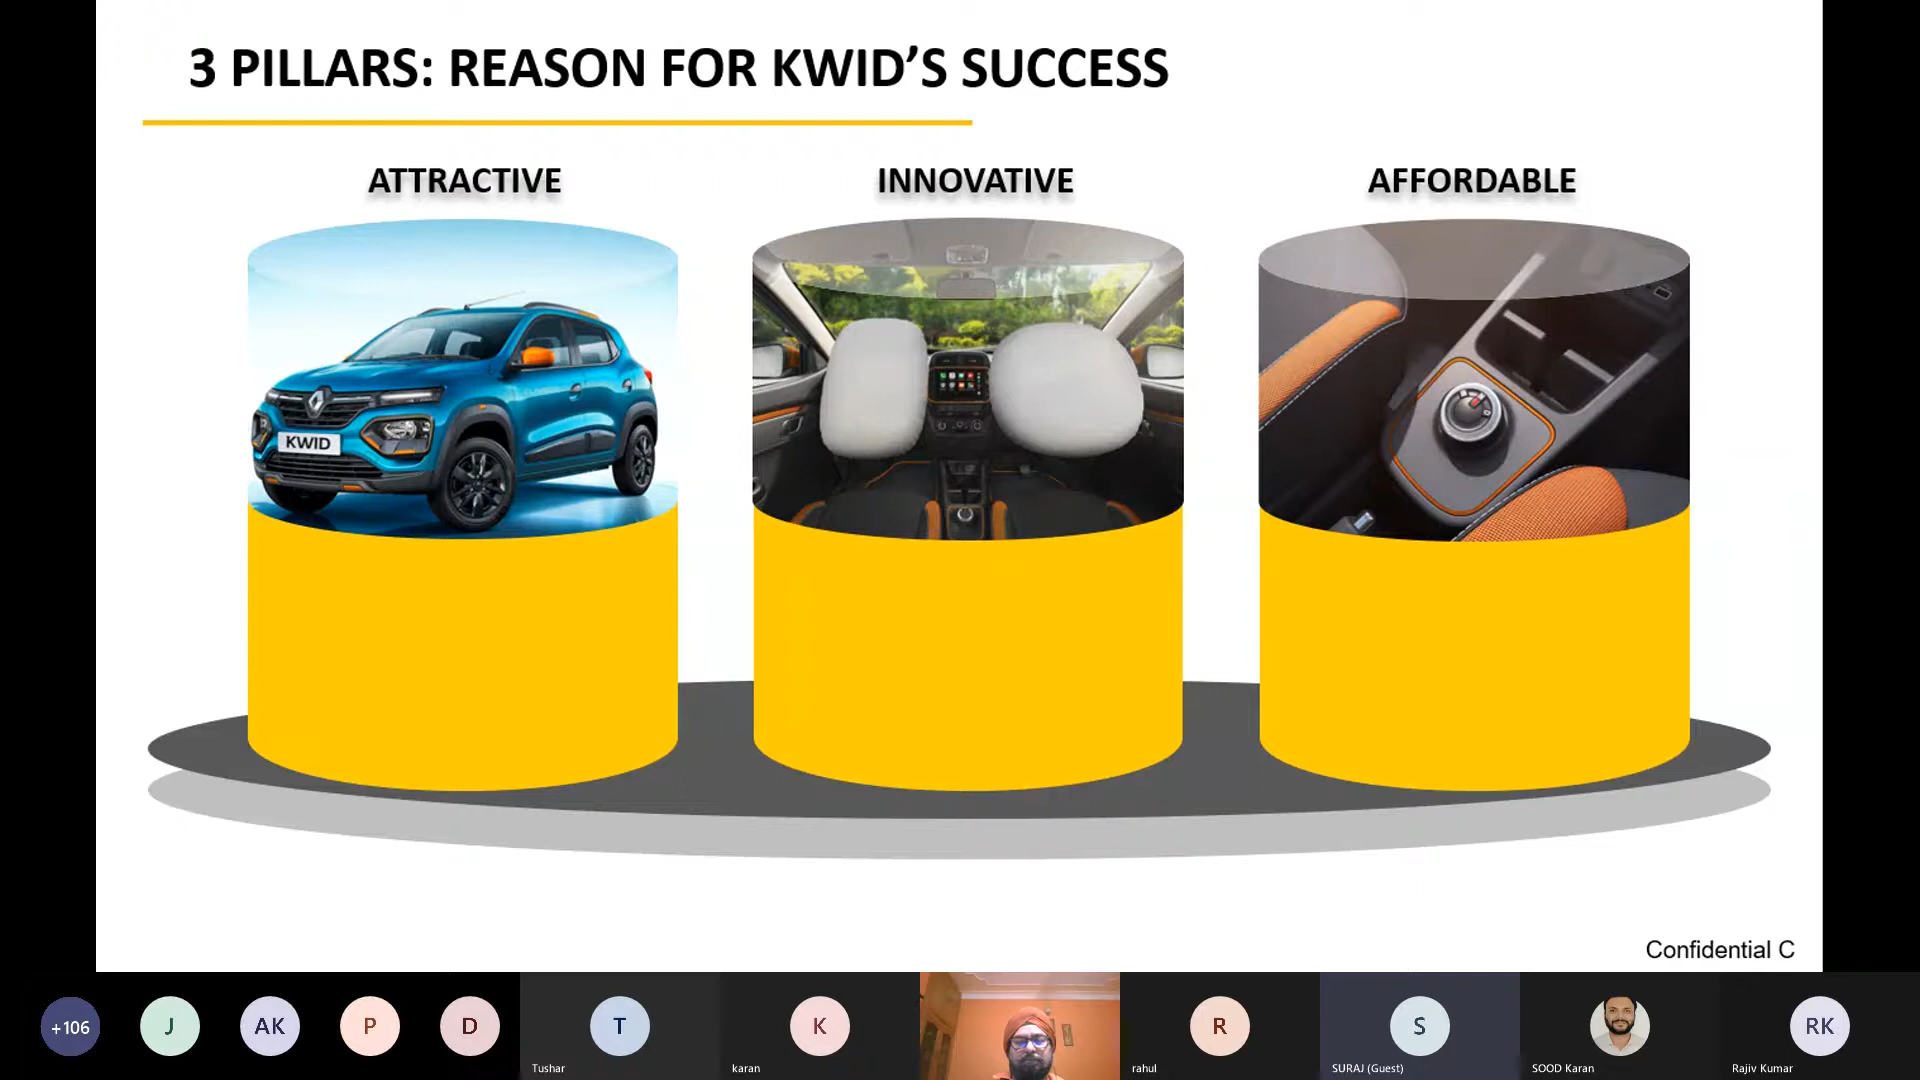 3 PILLARS: REASON FOR KWID’S SUCCESS
ATTRACTIVE
INNOVATIVE
AFFORDABLE
KWID
Confidential C
+106
J
AK
P
D
T
K
R
S
RK
Tushar
karan
rahul
SURAJ (Guest)
SOOD Karan
Rajiv Kumar